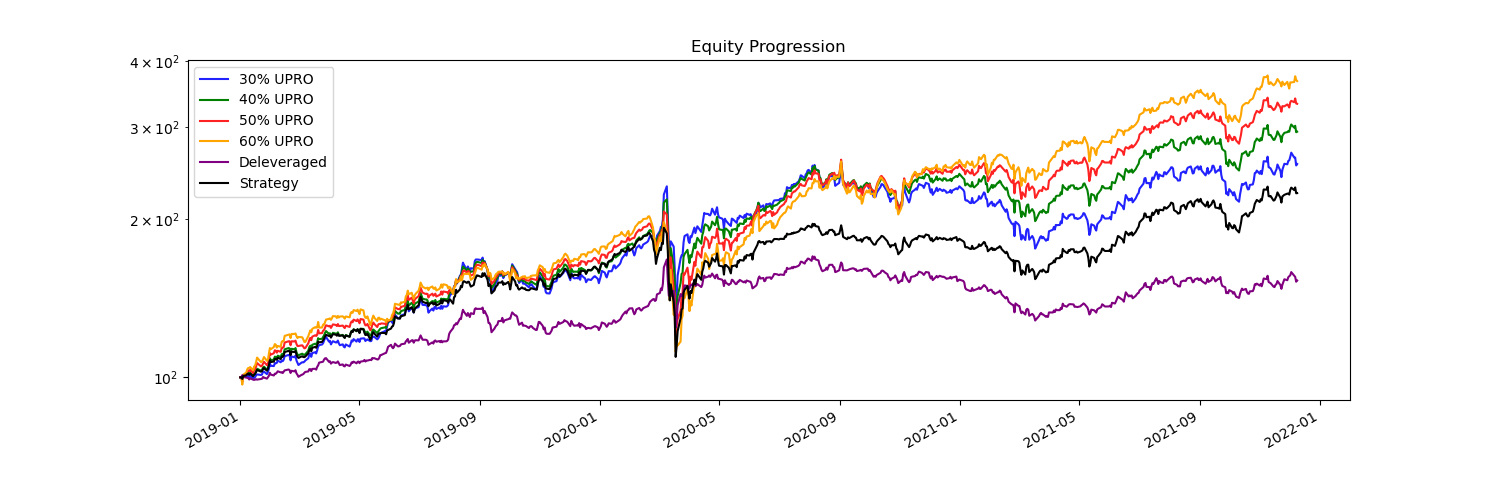 Equity Progression
4 × 10²
3 × 10²
2 × 10²
10²
30% UPRO
40% UPRO
50% UPRO
60% UPRO
Deleveraged
Strategy
2019-01
2019-05
2019-09
2020-01
2020-05
2020-09
2021-01
2021-05
2021-09
2022-01